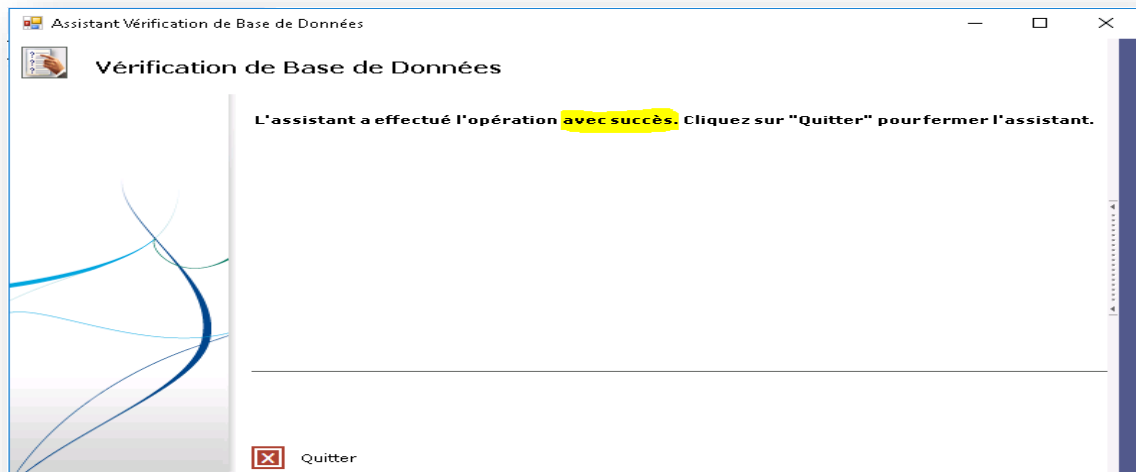 Assistant Vérification de Base de Données
Vérification de Base de Données
L'assistant a effectué l'opération avec succès. Cliquez sur "Quitter" pour fermer l'assistant.
Quitter